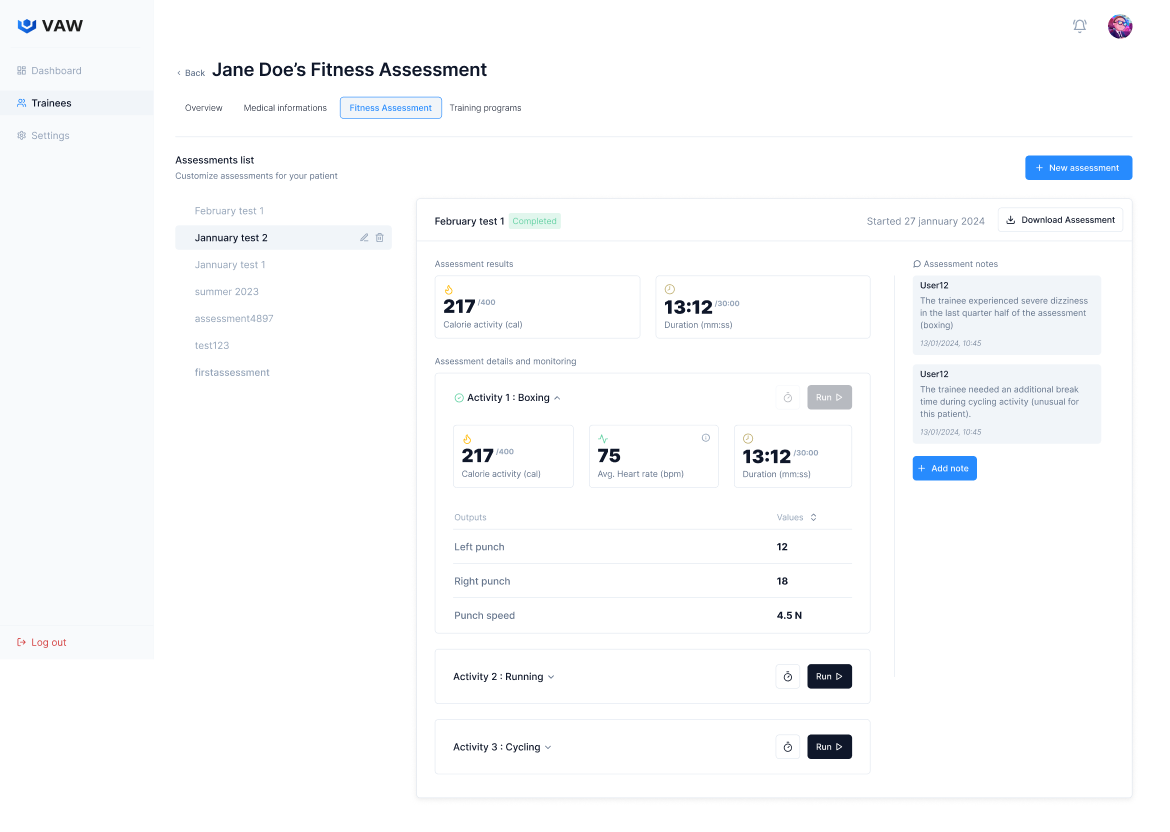 VAW
Dashboard
Trainees
Settings
Log out
Back
Jane Doe's Fitness Assessment
Overview
Medical informations
Fitness Assessment
Training programs
Assessments list
Customize assessments for your patient
+ New assessment
February test 1
Jannuary test 2
Jannuary test 1
summer 2023
assessment4897
test123
firstassessment
February test 1 Completed
Started 27 jannuary 2024
Download Assessment
Assessment results
217 /400
Calorie activity (cal)
13:12 /30:00
Duration (mm:ss)
Assessment details and monitoring
Activity 1 : Boxing
Run
217 /400
Calorie activity (cal)
75
Avg. Heart rate (bpm)
13:12 /30:00
Duration (mm:ss)
Outputs Values
Left punch 12
Right punch 18
Punch speed 4.5 N
Activity 2 : Running
Run
Activity 3 : Cycling
Run
Assessment notes
User12
The trainee experienced severe dizziness
in the last quarter half of the assessment
(boxing)
13/01/2024, 10:45
User12
The trainee needed an additional break
time during cycling activity (unusual for
this patient).
13/01/2024, 10:45
+ Add note